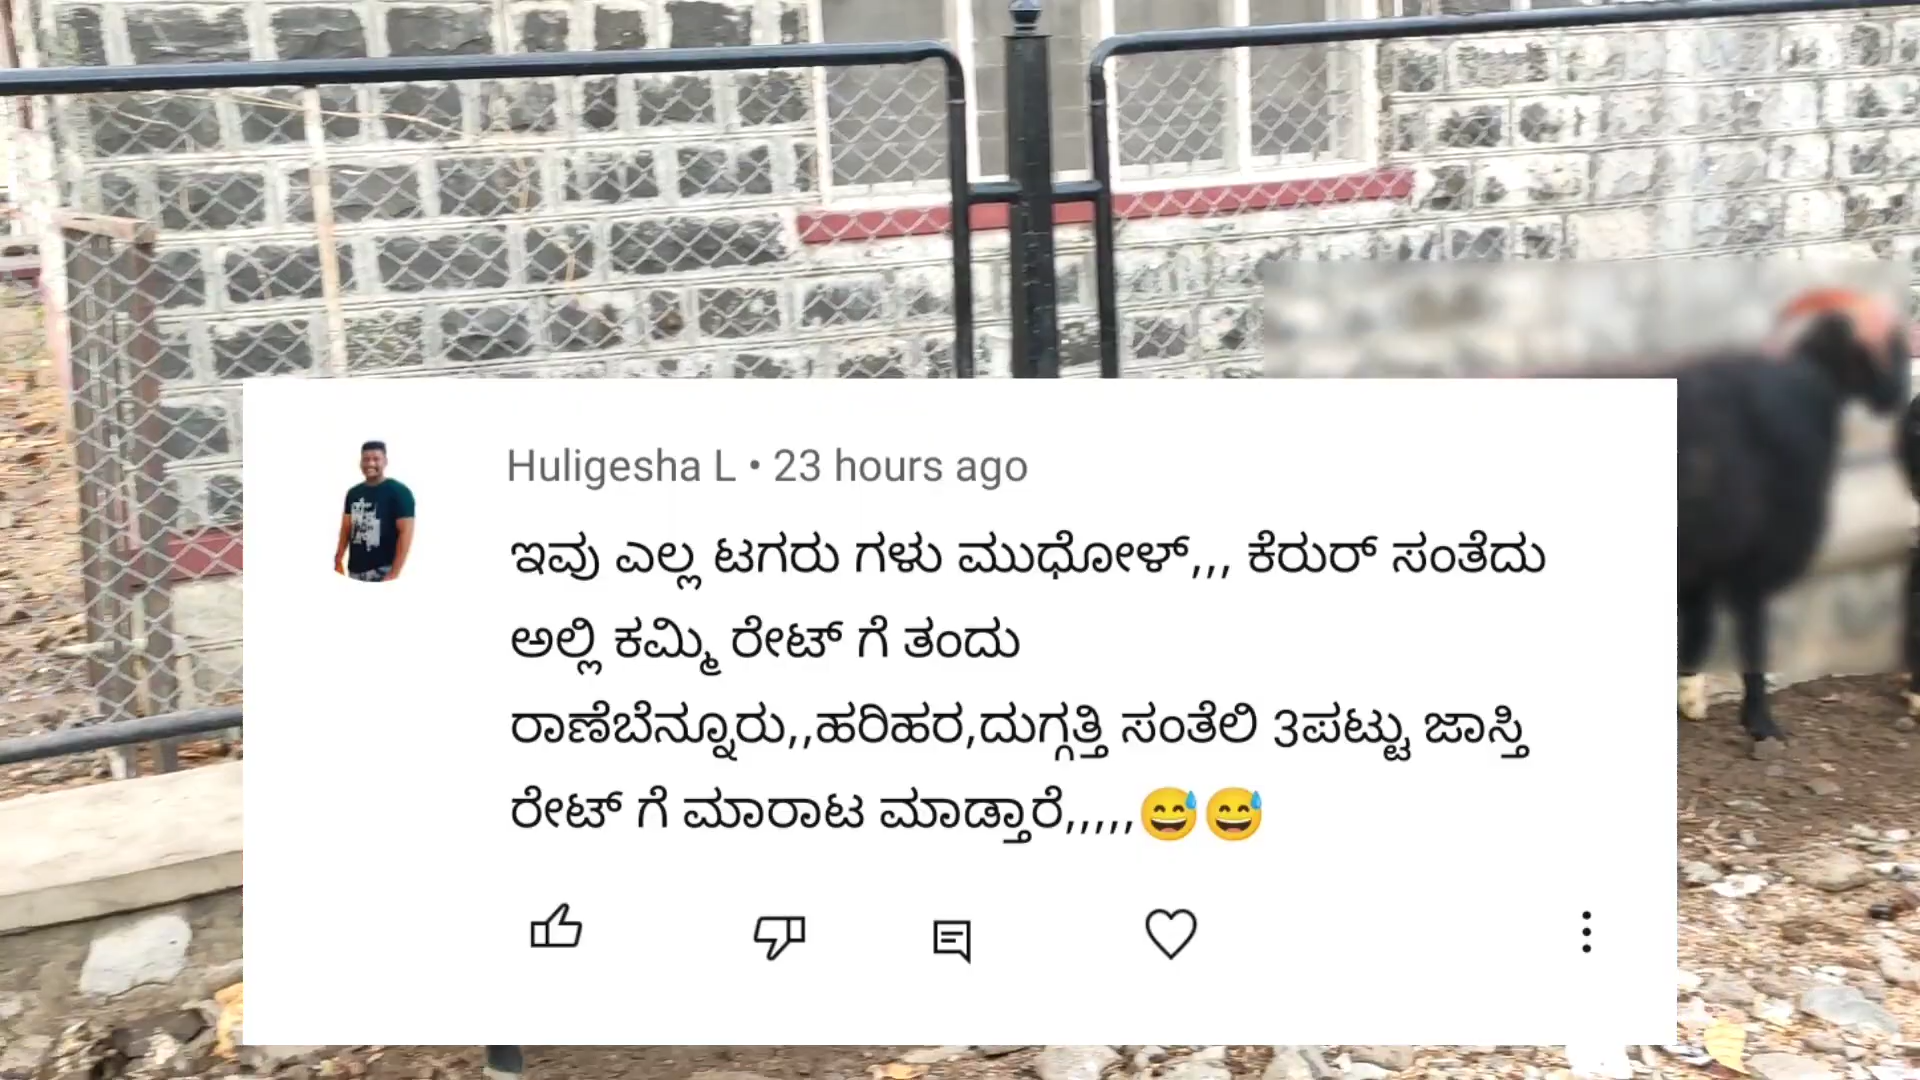 Huligesha L • 23 hours ago
ಇವು ಎಲ್ಲ ಟಗರು ಗಳು ಮುಧೋಳ್,,, ಕೆರುರ್ ಸಂತೆದು
ಅಲ್ಲಿ ಕಮ್ಮಿ ರೇಟ್ ಗೆ ತಂದು
ರಾಣೆಬೆನ್ನೂರು,,ಹರಿಹರ,ದುಗ್ಗತ್ತಿ ಸಂತೆಲಿ 3ಪಟ್ಟು ಜಾಸ್ತಿ
ರೇಟ್ ಗೆ ಮಾರಾಟ ಮಾಡ್ತಾರೆ,,,,,😅😅